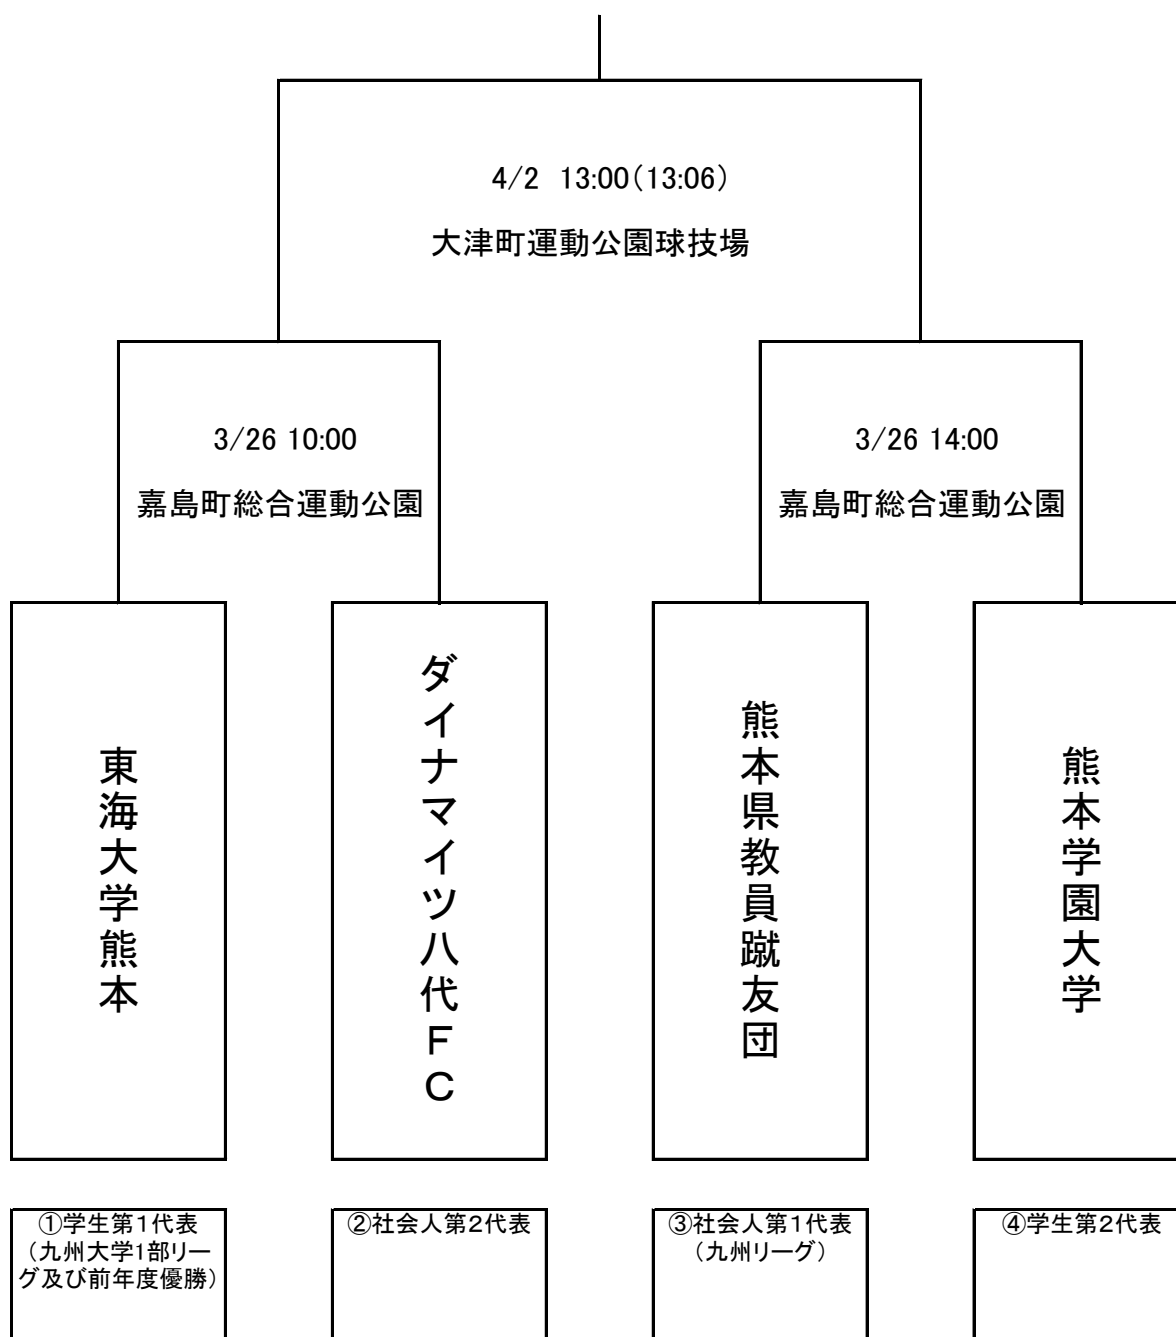 4/2 13:00(13:06)
大津町運動公園球技場
3/26 10:00
嘉島町総合運動公園
3/26 14:00
嘉島町総合運動公園
東海大学熊本
ダイナマイツ八代FC
熊本県教員蹴友団
熊本学園大学
①学生第1代表
(九州大学1部リー
グ及び前年度優勝)
②社会人第2代表
③社会人第1代表
(九州リーグ)
④学生第2代表